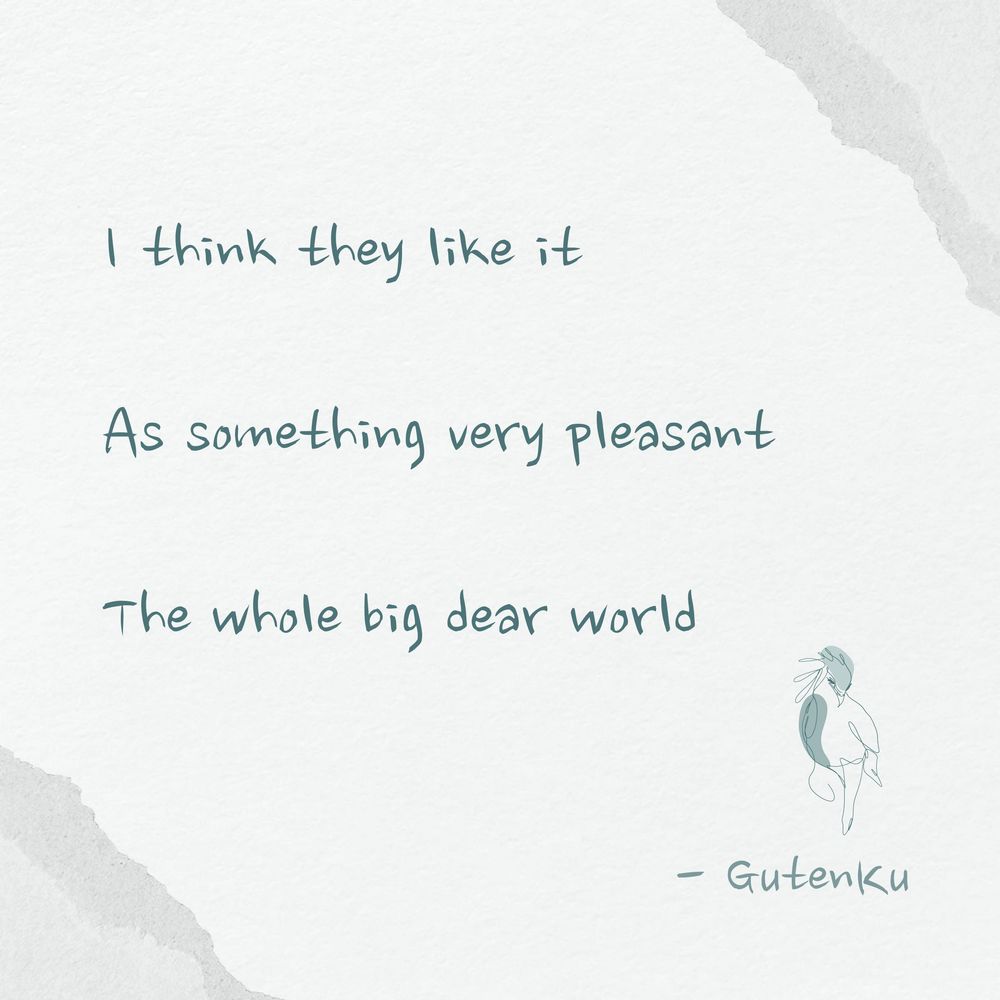 I think they like it
As something very pleasant
The whole big dear world
- GutenKu